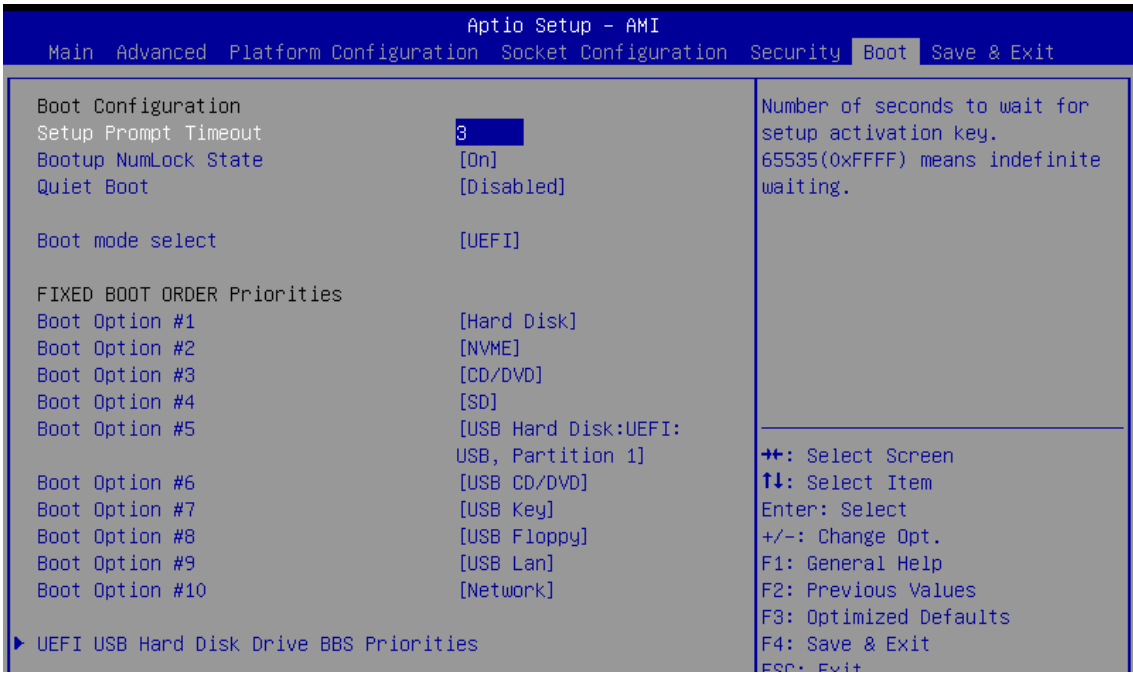 Aptio Setup – AMI
Main Advanced Platform Configuration Socket Configuration Security Boot Save & Exit
Boot Configuration
Setup Prompt Timeout 3
Bootup NumLock State [On]
Quiet Boot [Disabled]
Boot mode select [UEFI]
FIXED BOOT ORDER Priorities
Boot Option #1 [Hard Disk]
Boot Option #2 [NVME]
Boot Option #3 [CD/DVD]
Boot Option #4 [SD]
Boot Option #5 [USB Hard Disk:UEFI:
USB, Partition 1]
Boot Option #6 [USB CD/DVD]
Boot Option #7 [USB Key]
Boot Option #8 [USB Floppy]
Boot Option #9 [USB Lan]
Boot Option #10 [Network]
UEFI USB Hard Disk Drive BBS Priorities
Number of seconds to wait for
setup activation key.
65535(0xFFFF) means indefinite
waiting.
→←: Select Screen
↑↓: Select Item
Enter: Select
+/-: Change Opt.
F1: General Help
F2: Previous Values
F3: Optimized Defaults
F4: Save & Exit
ESC: Exit